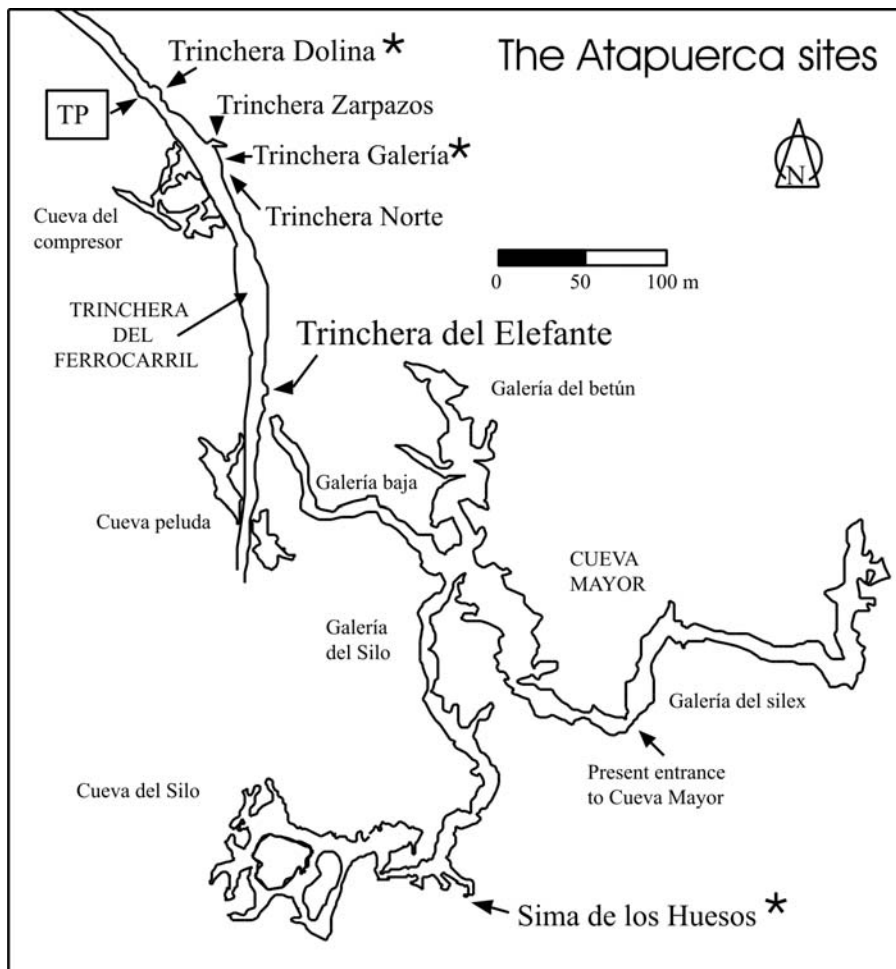 The Atapuerca sites
Trinchera Dolina *
TP
Trinchera Zarpazos
Trinchera Galería *
N
Cueva del
compresor
Trinchera Norte
0 50 100 m
TRINCHERA
DEL
FERROCARRIL
Trinchera del Elefante
Galería del betún
Galería baja
Cueva peluda
CUEVA
MAYOR
Galería
del Silo
Galería del silex
Present entrance
to Cueva Mayor
Cueva del Silo
Sima de los Huesos *